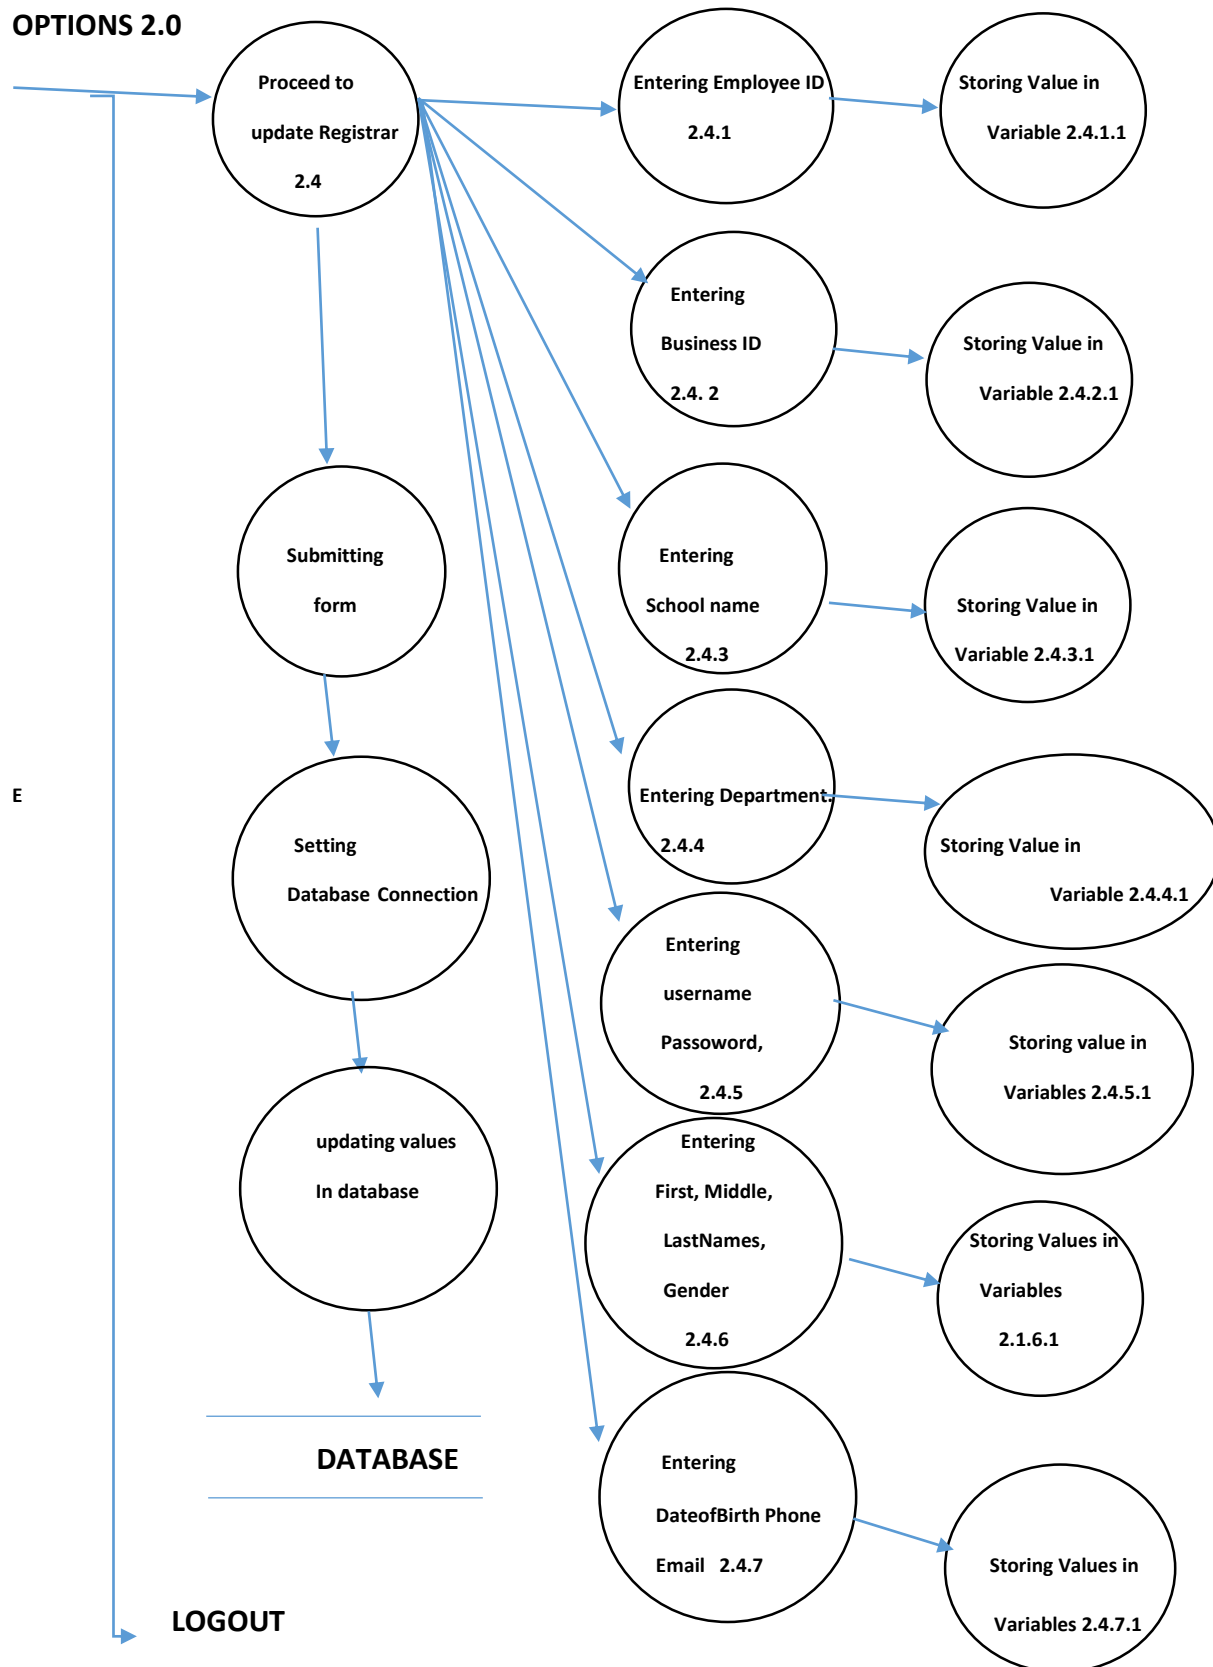 OPTIONS 2.0
Proceed to
update Registrar
2.4
Entering Employee ID
2.4.1
Storing Value in
Variable 2.4.1.1
Entering
Business ID
2.4. 2
Storing Value in
Variable 2.4.2.1
Submitting
form
Entering
School name
2.4.3
Storing Value in
Variable 2.4.3.1
E
Setting
Database Connection
Entering Department.
2.4.4
Storing Value in
Variable 2.4.4.1
Entering
username
Passoword,
2.4.5
Storing value in
Variables 2.4.5.1
updating values
In database
Entering
First, Middle,
LastNames,
Gender
2.4.6
Storing Values in
Variables
2.1.6.1
DATABASE
Entering
DateofBirth Phone
Email 2.4.7
Storing Values in
Variables 2.4.7.1
LOGOUT